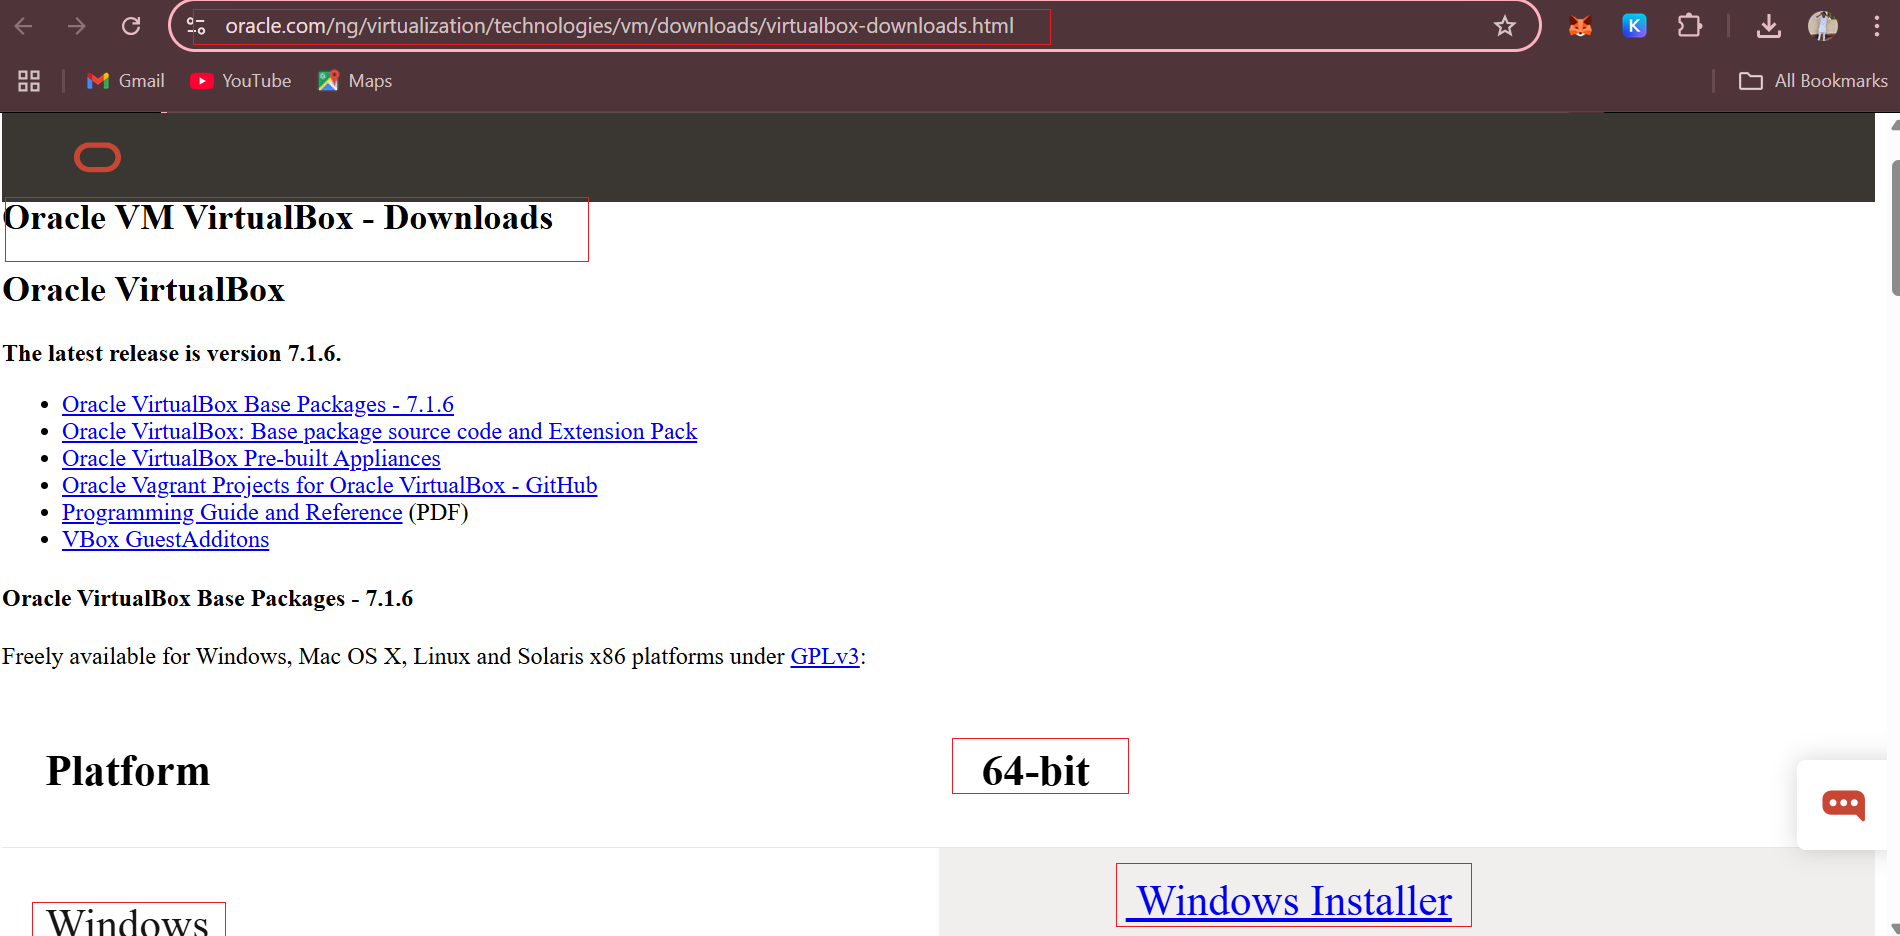 oracle.com/ng/virtualization/technologies/vm/downloads/virtualbox-downloads.html
K
Gmail YouTube Maps All Bookmarks
Oracle VM VirtualBox - Downloads
Oracle VirtualBox
The latest release is version 7.1.6.
Oracle VirtualBox Base Packages - 7.1.6
Oracle VirtualBox: Base package source code and Extension Pack
Oracle VirtualBox Pre-built Appliances
Oracle Vagrant Projects for Oracle VirtualBox - GitHub
Programming Guide and Reference (PDF)
VBox GuestAdditons
Oracle VirtualBox Base Packages - 7.1.6
Freely available for Windows, Mac OS X, Linux and Solaris x86 platforms under GPLv3:
Platform 64-bit
Windows Windows Installer